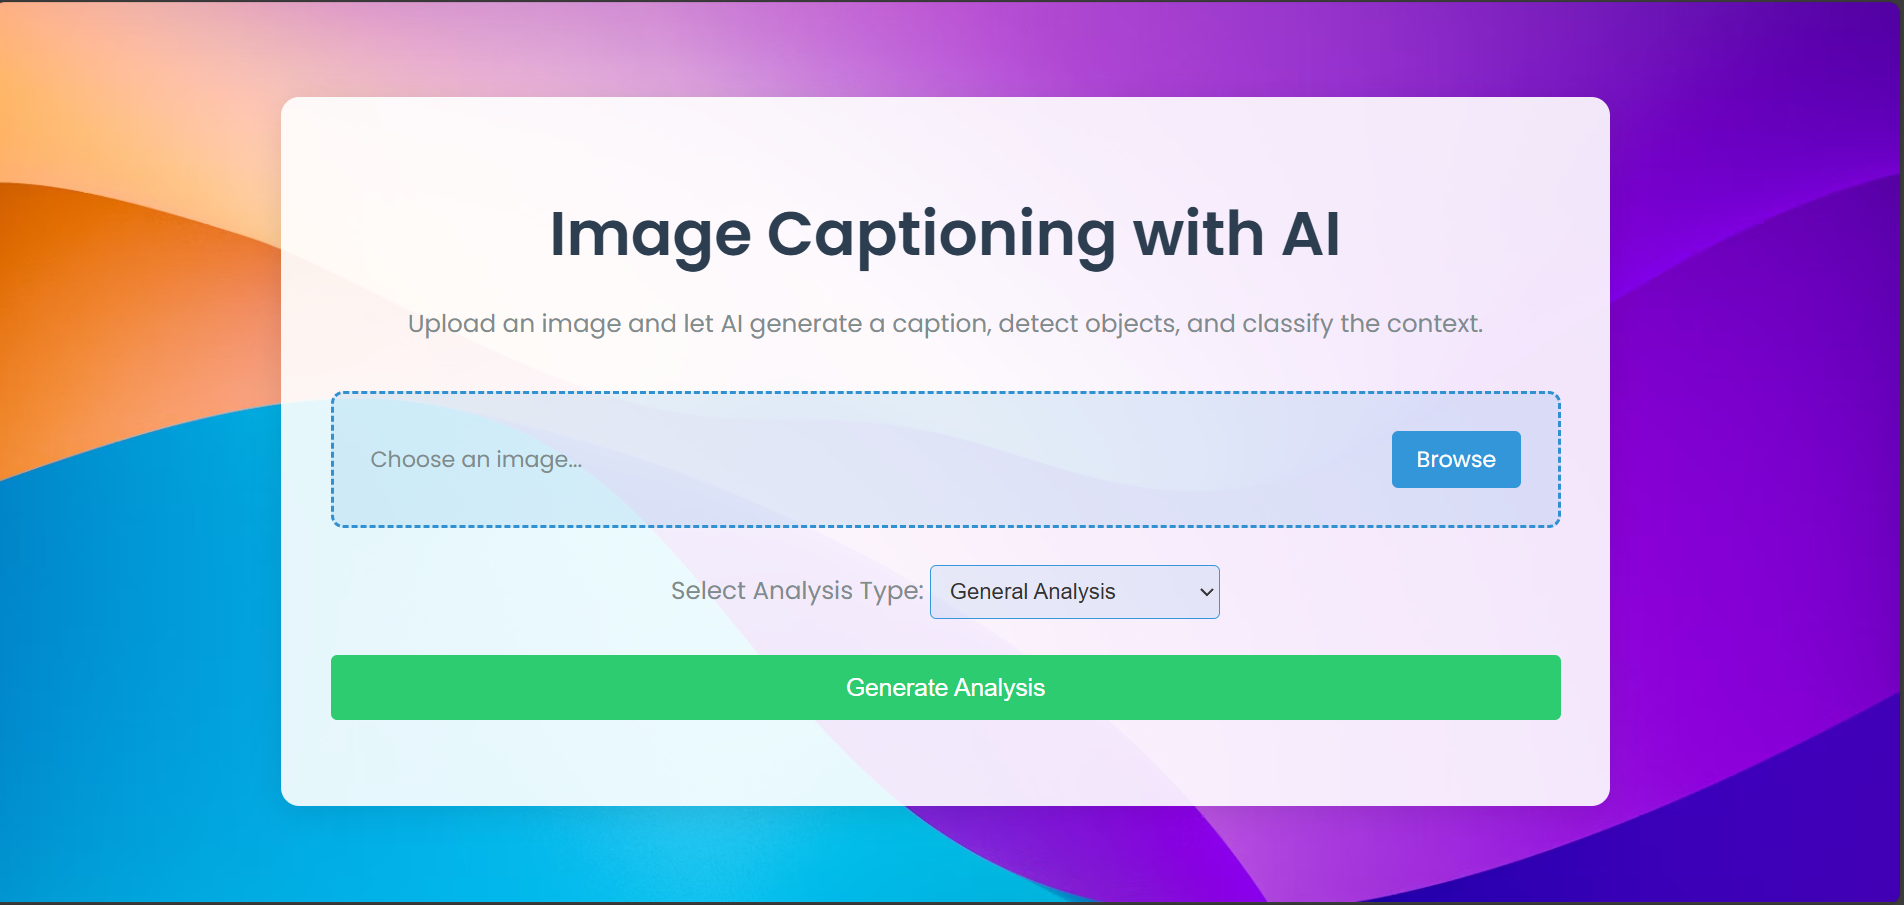 Image Captioning with AI
Upload an image and let AI generate a caption, detect objects, and classify the context.
Choose an image...
Browse
Select Analysis Type:
General Analysis
Generate Analysis